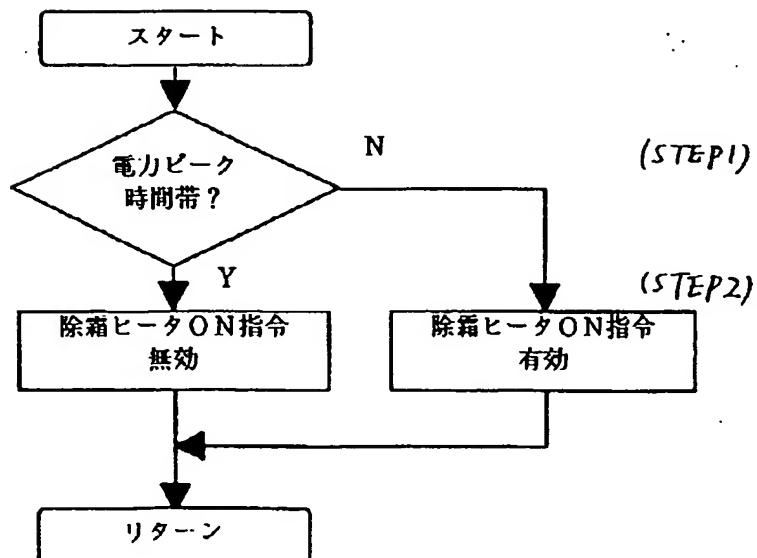 スタート
電力ピーク
時間帯?
N
(STEP1)
Y
(STEP2)
除霜ヒータON指令
無効
除霜ヒータON指令
有効
リターン